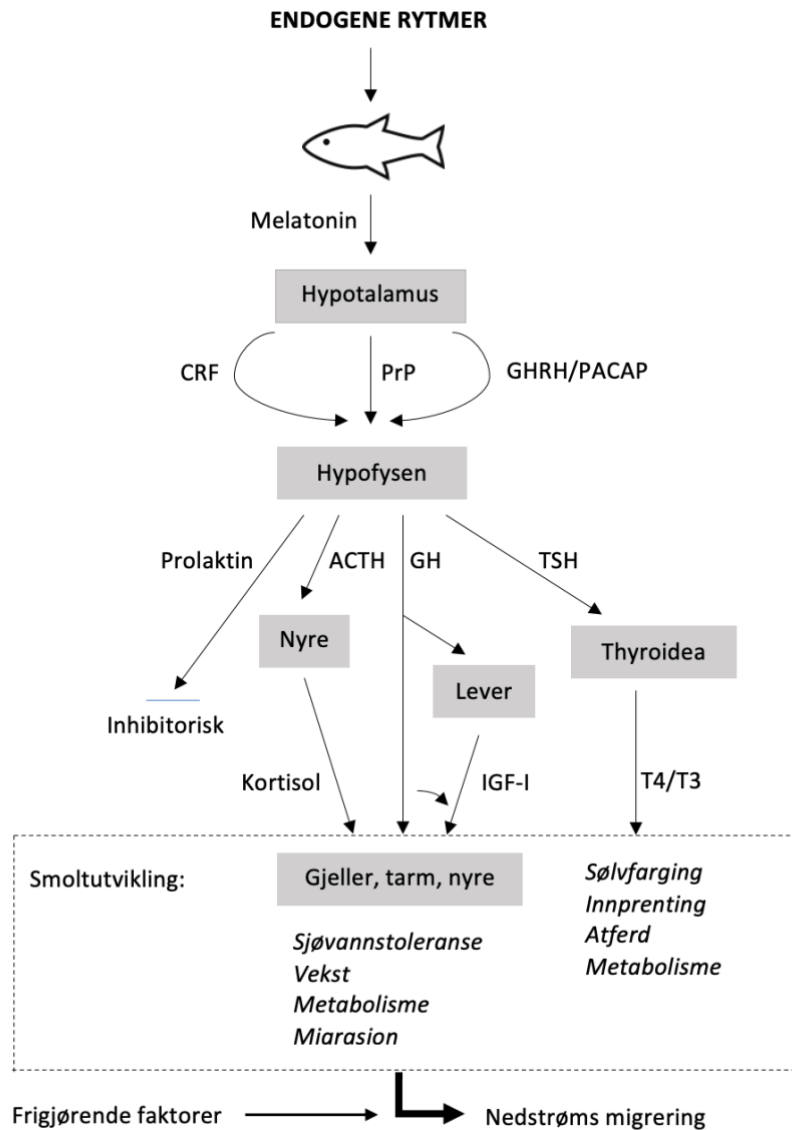 ENDOGENE RYTMER
Melatonin
Hypotalamus
CRF
PrP
GHRH/PACAP
Hypofysen
Prolaktin
ACTH
GH
TSH
Nyre
Thyroidea
Lever
Inhibitorisk
Kortisol
IGF-I
T4/T3
Smoltutvikling:
Gjeller, tarm, nyre
Sjøvannstoleranse
Vekst
Metabolisme
Miarasion
Sølvfarging
Innprenting
Atferd
Metabolisme
Frigjørende faktorer
Nedstrøms migrering